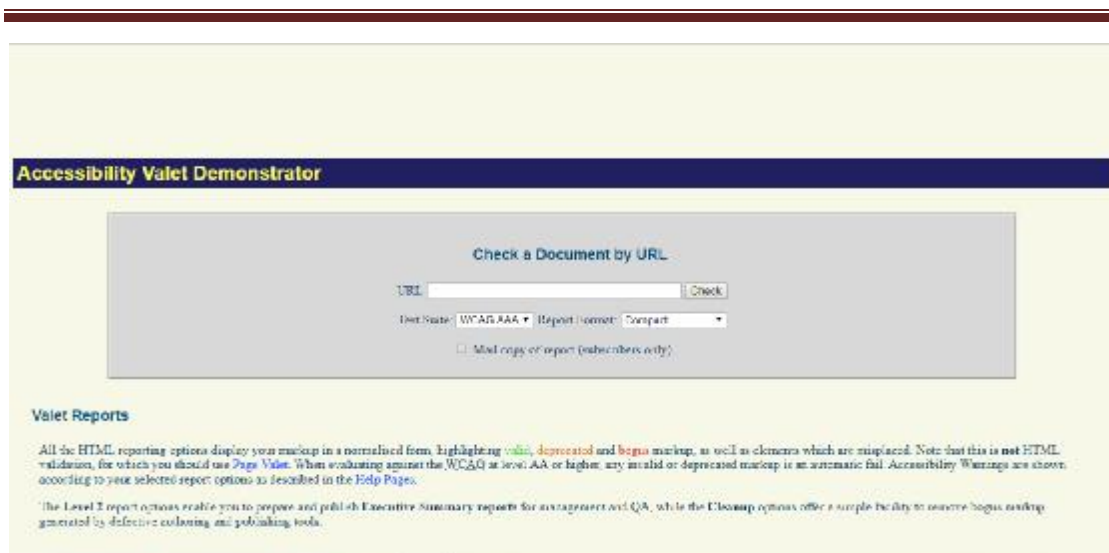 Accessibility Valet Demonstrator
Check a Document by URL
URL Check
Test Suite: WCAG AAA Report Format: Compact
Mail copy of report (subscribers only)
Valet Reports
All the HTML reporting options display your markup in a normalised form, highlighting valid, deprecated and bogus markup, as well as elements which are misplaced. Note that this is not HTML
validation, for which you should use Page Valet. When evaluating against the WCAG at level AA or higher, any invalid or deprecated markup is an automatic fail. Accessibility Warnings are shown
according to your selected report options as described in the Help Pages.
The Level 2 report options enable you to prepare and publish Executive Summary reports for management and QA, while the Cleanup options offer a simple facility to remove bogus markup
generated by defective authoring and publishing tools.